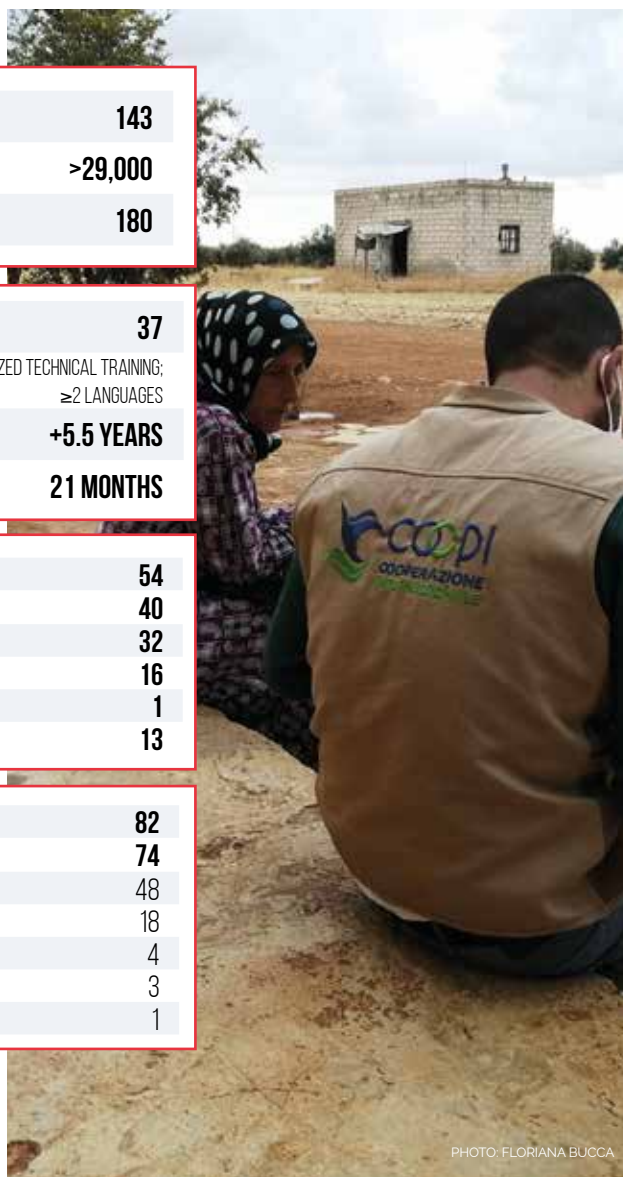 143
>29,000
180
37
ZED TECHNICAL TRAINING;
≥2 LANGUAGES
+5.5 YEARS
21 MONTHS
54
40
32
16
1
13
82
74
48
18
4
3
1
COOPI
COOPERAZIONE
PHOTO: FLORIANA BUCCA